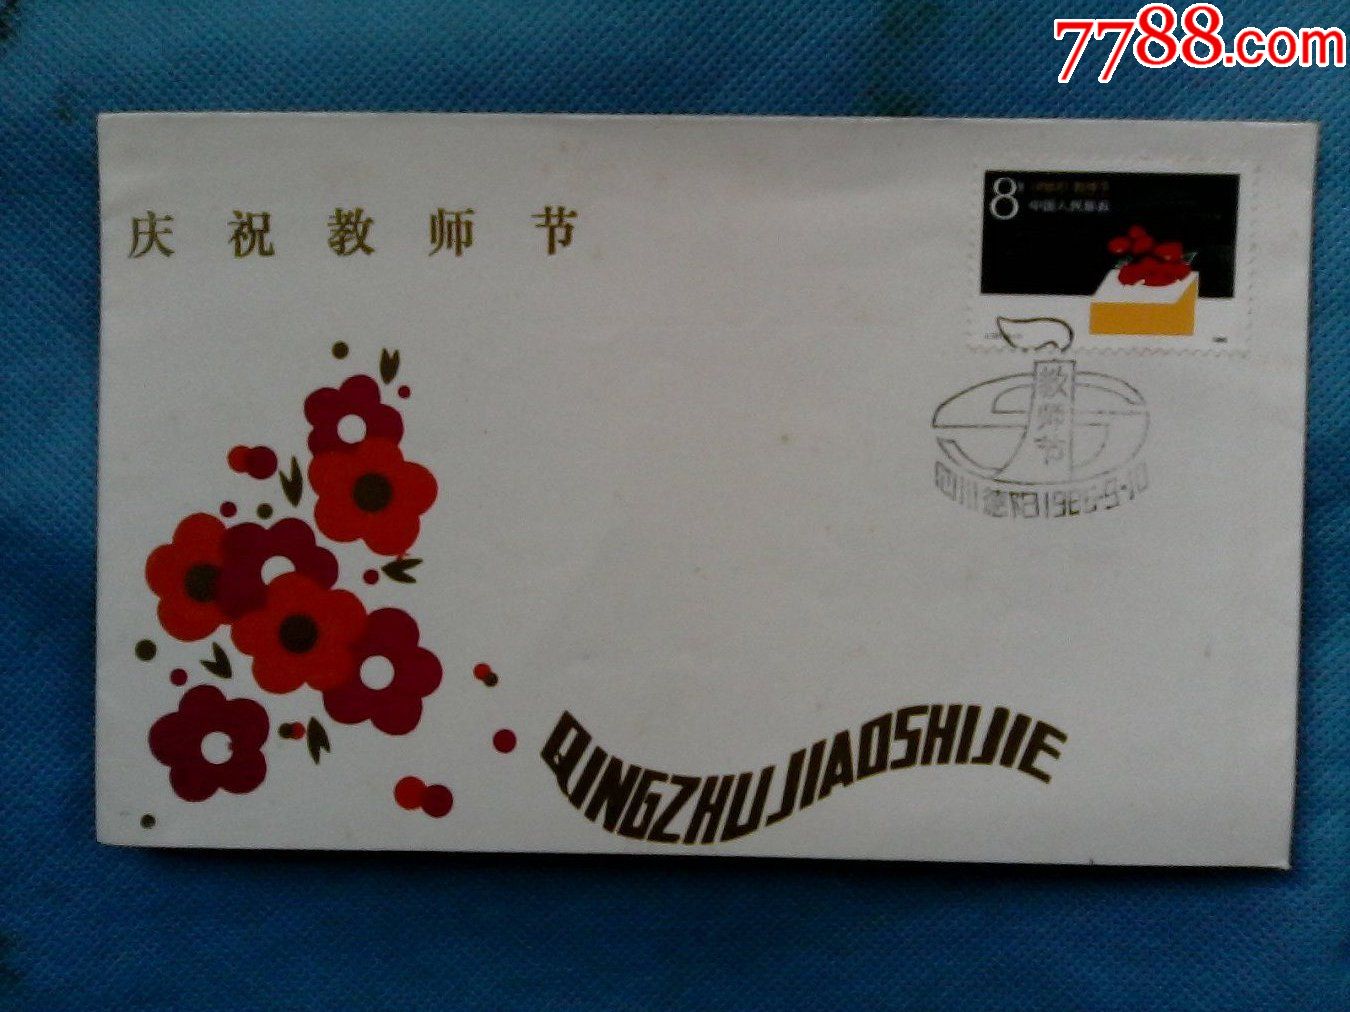 7788.com
庆祝教师节
8分
中国人民邮政
教师节
四川德阳1986-9-10
QINGZHUJIAOSHIJIE